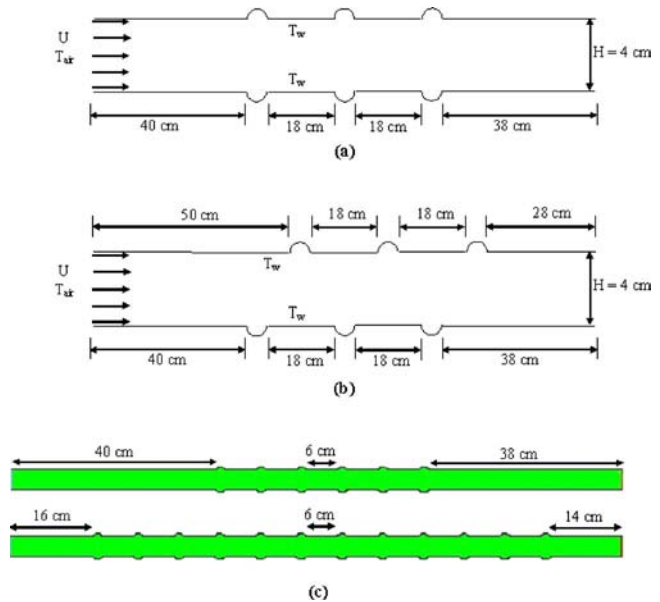 U
T_air
T_w
T_w
H = 4 cm
40 cm
18 cm
18 cm
38 cm
(a)
50 cm
18 cm
18 cm
28 cm
U
T_air
T_w
T_w
H = 4 cm
40 cm
18 cm
18 cm
38 cm
(b)
40 cm
6 cm
38 cm
16 cm
6 cm
14 cm
(c)